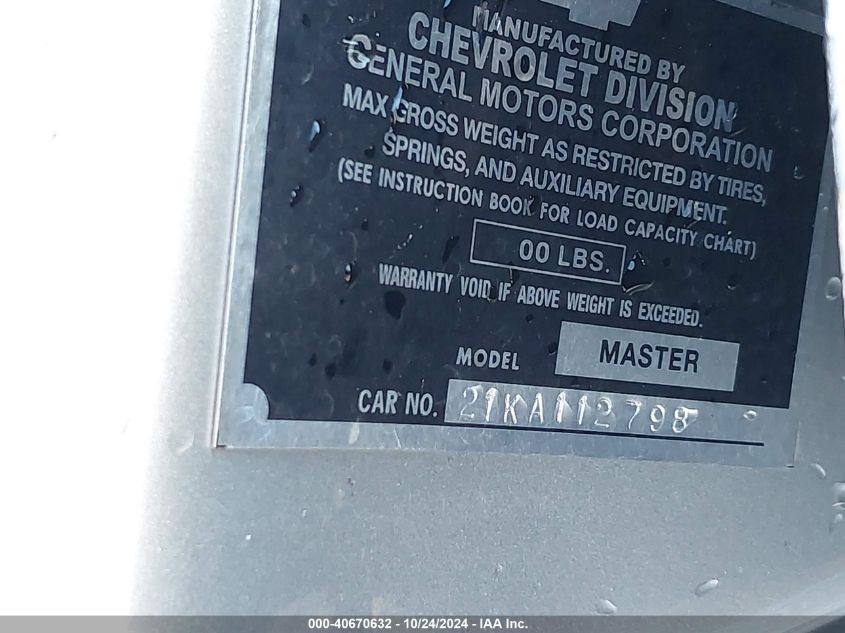 MANUFACTURED BY
CHEVROLET DIVISION
GENERAL MOTORS CORPORATION
MAX GROSS WEIGHT AS RESTRICTED BY TIRES,
SPRINGS, AND AUXILIARY EQUIPMENT.
(SEE INSTRUCTION BOOK FOR LOAD CAPACITY CHART)
00 LBS.
WARRANTY VOID IF ABOVE WEIGHT IS EXCEEDED.
MODEL MASTER
CAR NO. 21KA112798
000-40670632 - 10/24/2024 - IAA Inc.